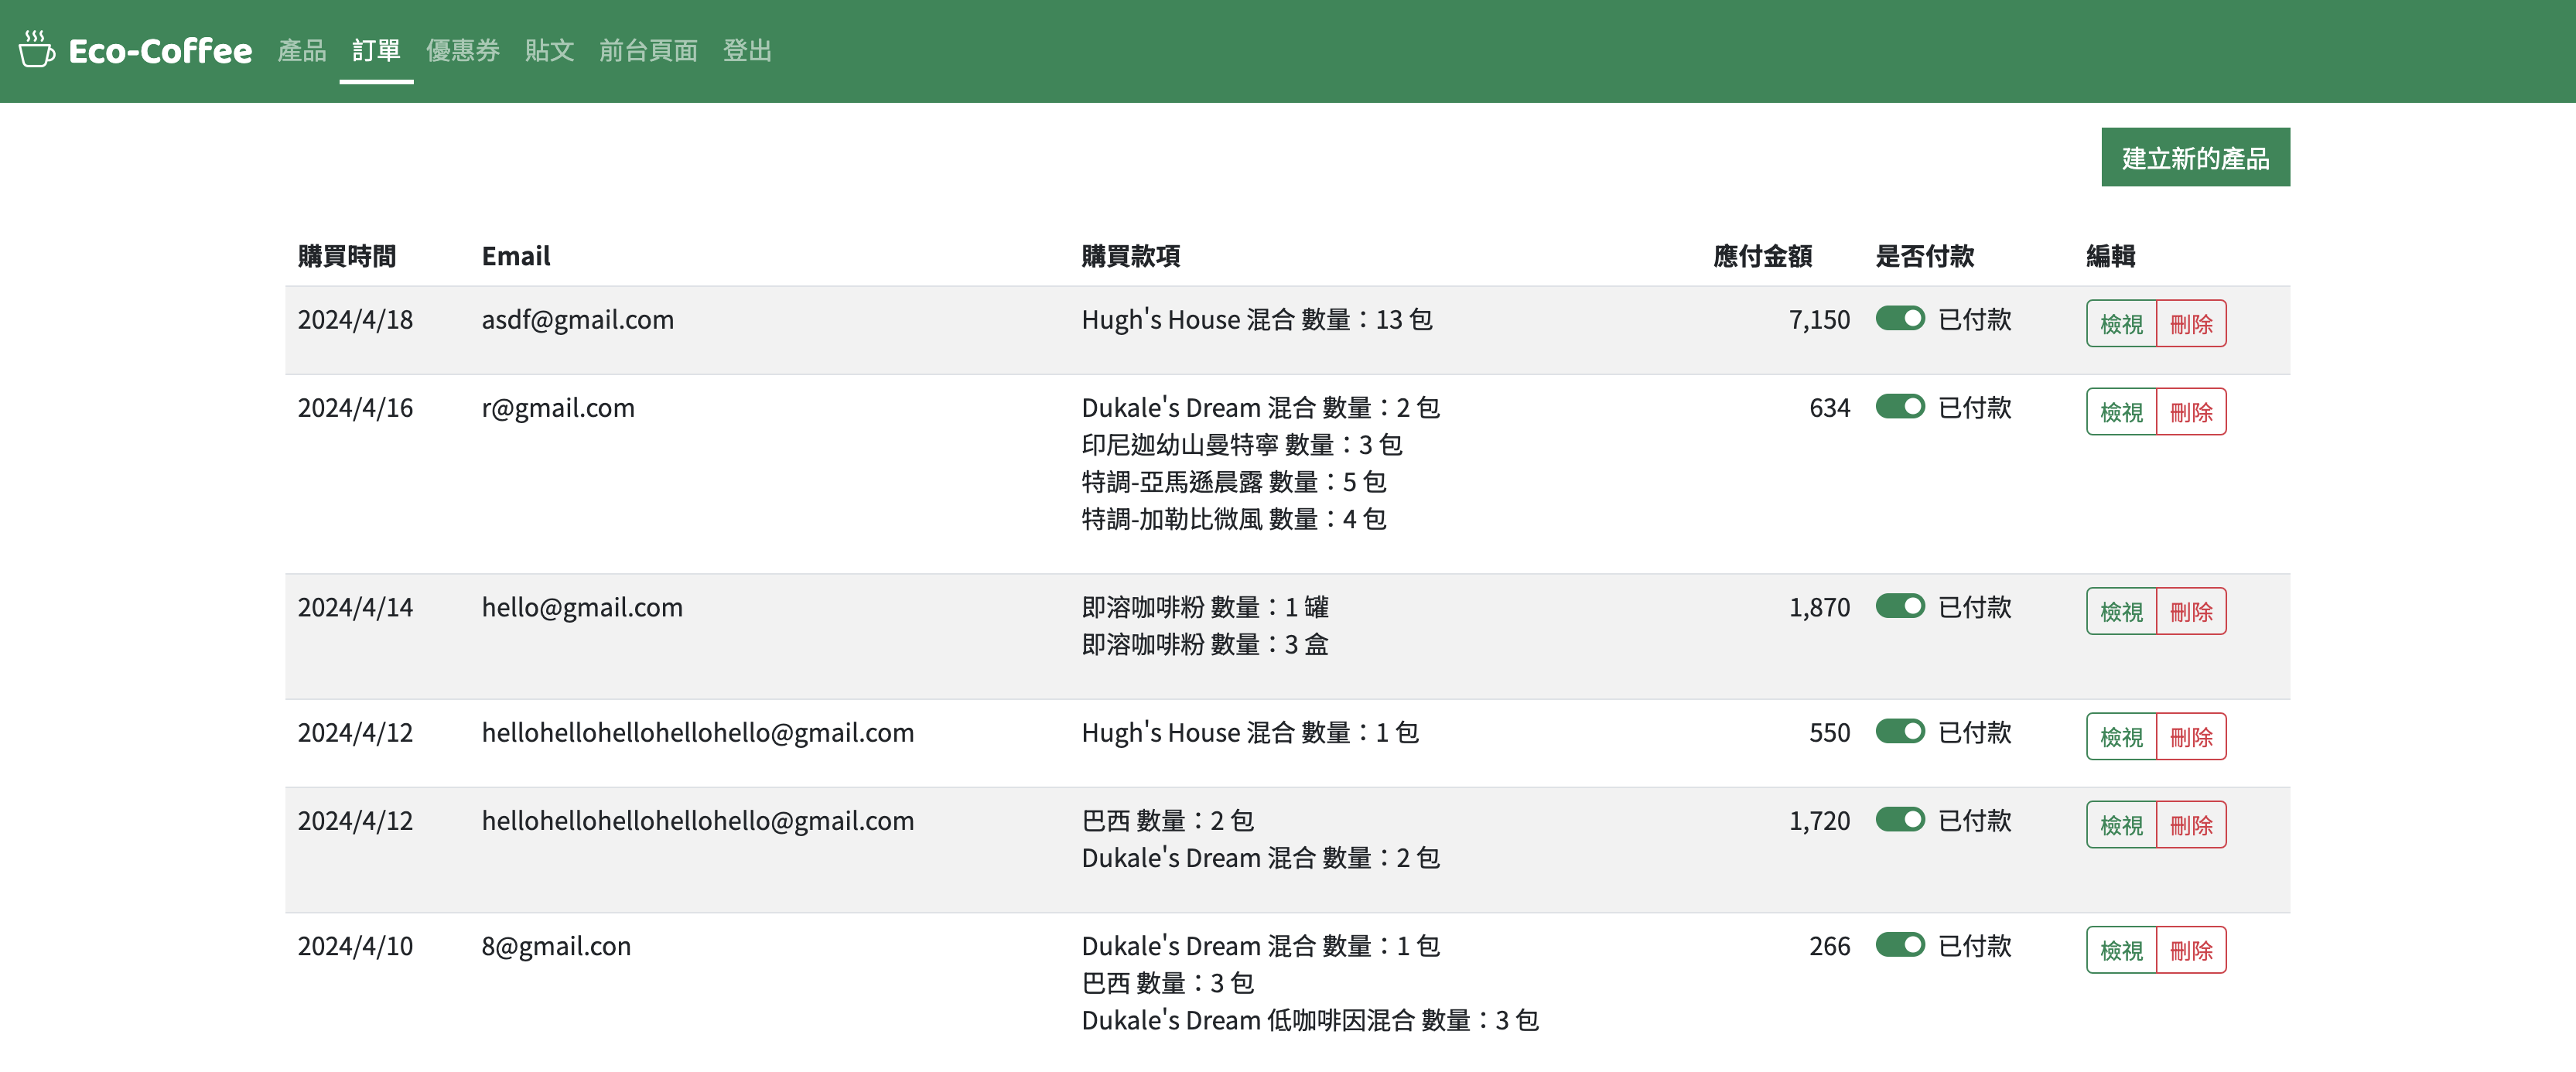 Eco-Coffee 產品 訂單 優惠券 貼文 前台頁面 登出
建立新的產品
購買時間 Email 購買款項 應付金額 是否付款 編輯
2024/4/18 asdf@gmail.com Hugh's House 混合 數量：13 包 7,150 已付款 檢視 刪除
2024/4/16 r@gmail.com Dukale's Dream 混合 數量：2 包 634 已付款 檢視 刪除
印尼迦幼山曼特寧 數量：3 包
特調-亞馬遜晨露 數量：5 包
特調-加勒比微風 數量：4 包
2024/4/14 hello@gmail.com 即溶咖啡粉 數量：1 罐 1,870 已付款 檢視 刪除
即溶咖啡粉 數量：3 盒
2024/4/12 hellohellohellohellohello@gmail.com Hugh's House 混合 數量：1 包 550 已付款 檢視 刪除
2024/4/12 hellohellohellohellohello@gmail.com 巴西 數量：2 包 1,720 已付款 檢視 刪除
Dukale's Dream 混合 數量：2 包
2024/4/10 8@gmail.con Dukale's Dream 混合 數量：1 包 266 已付款 檢視 刪除
巴西 數量：3 包
Dukale's Dream 低咖啡因混合 數量：3 包